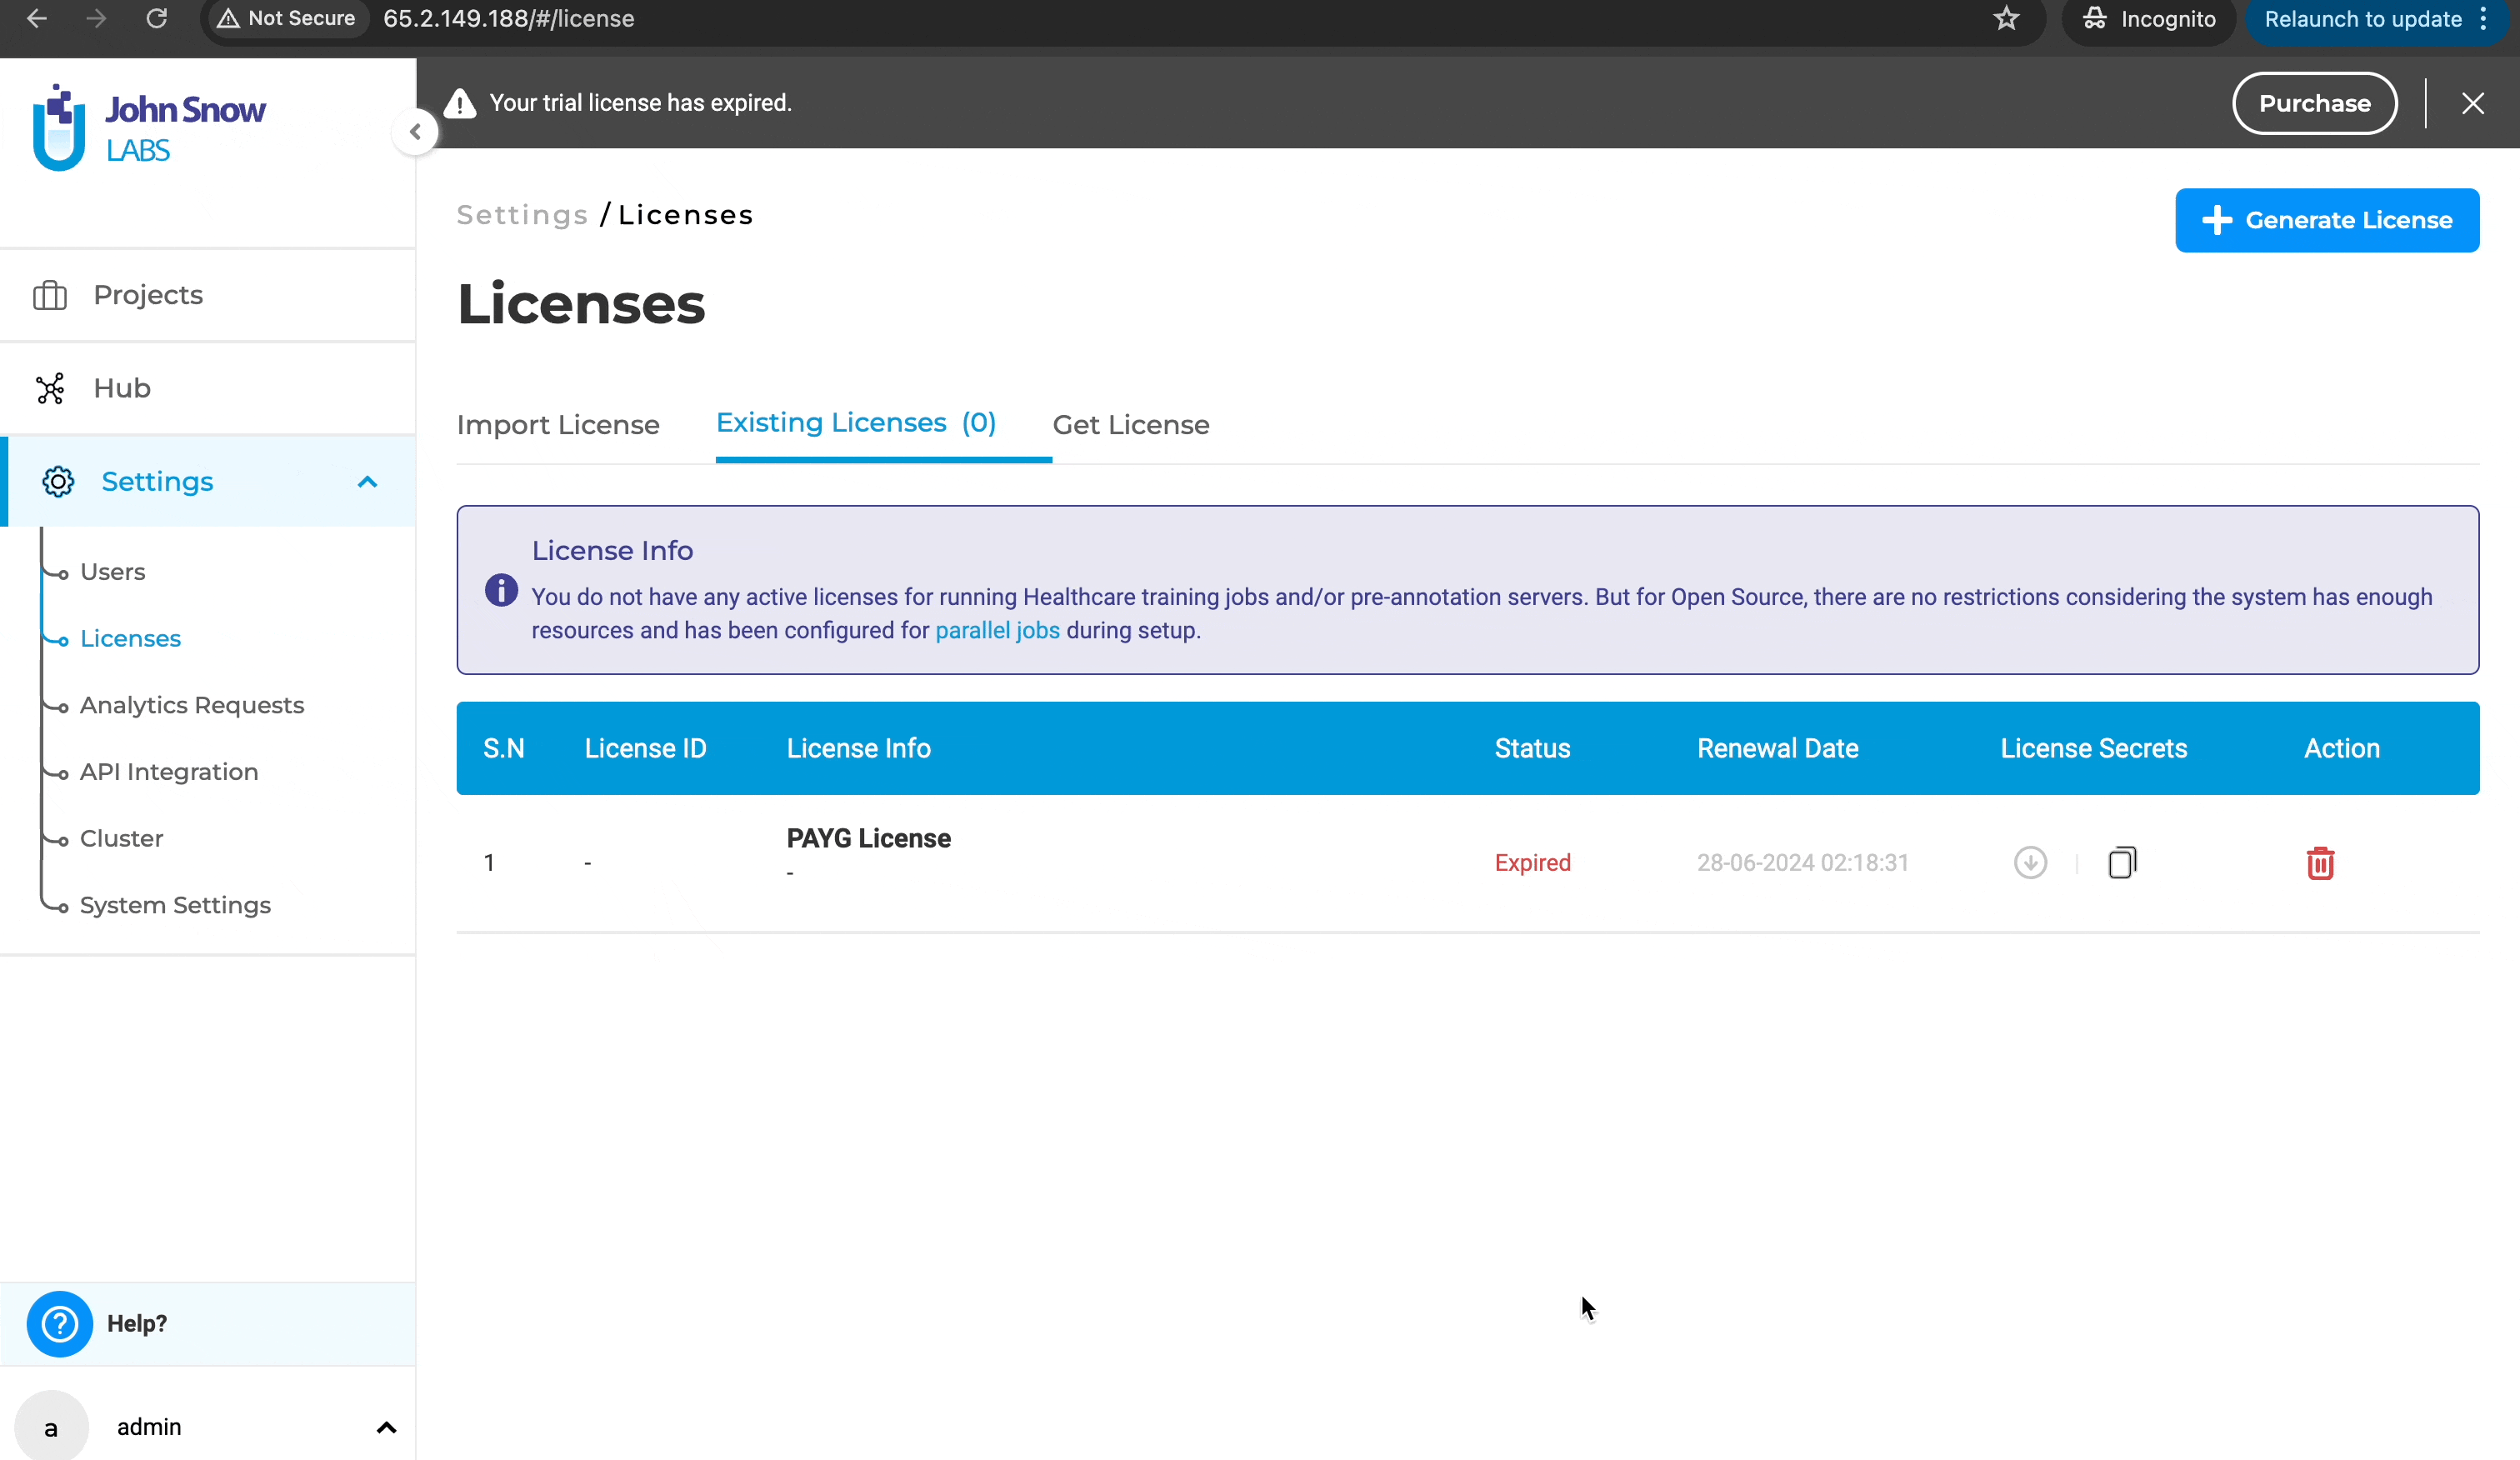 Not Secure 65.2.149.188/#/license Incognito Relaunch to update
John Snow
LABS
Your trial license has expired. Purchase
Settings / Licenses
Generate License
Licenses
Projects
Hub
Settings
Users
Licenses
Analytics Requests
API Integration
Cluster
System Settings
Import License Existing Licenses (0) Get License
License Info
You do not have any active licenses for running Healthcare training jobs and/or pre-annotation servers. But for Open Source, there are no restrictions considering the system has enough
resources and has been configured for parallel jobs during setup.
S.N License ID License Info Status Renewal Date License Secrets Action
1 - PAYG License Expired 28-06-2024 02:18:31
-
Help?
a admin